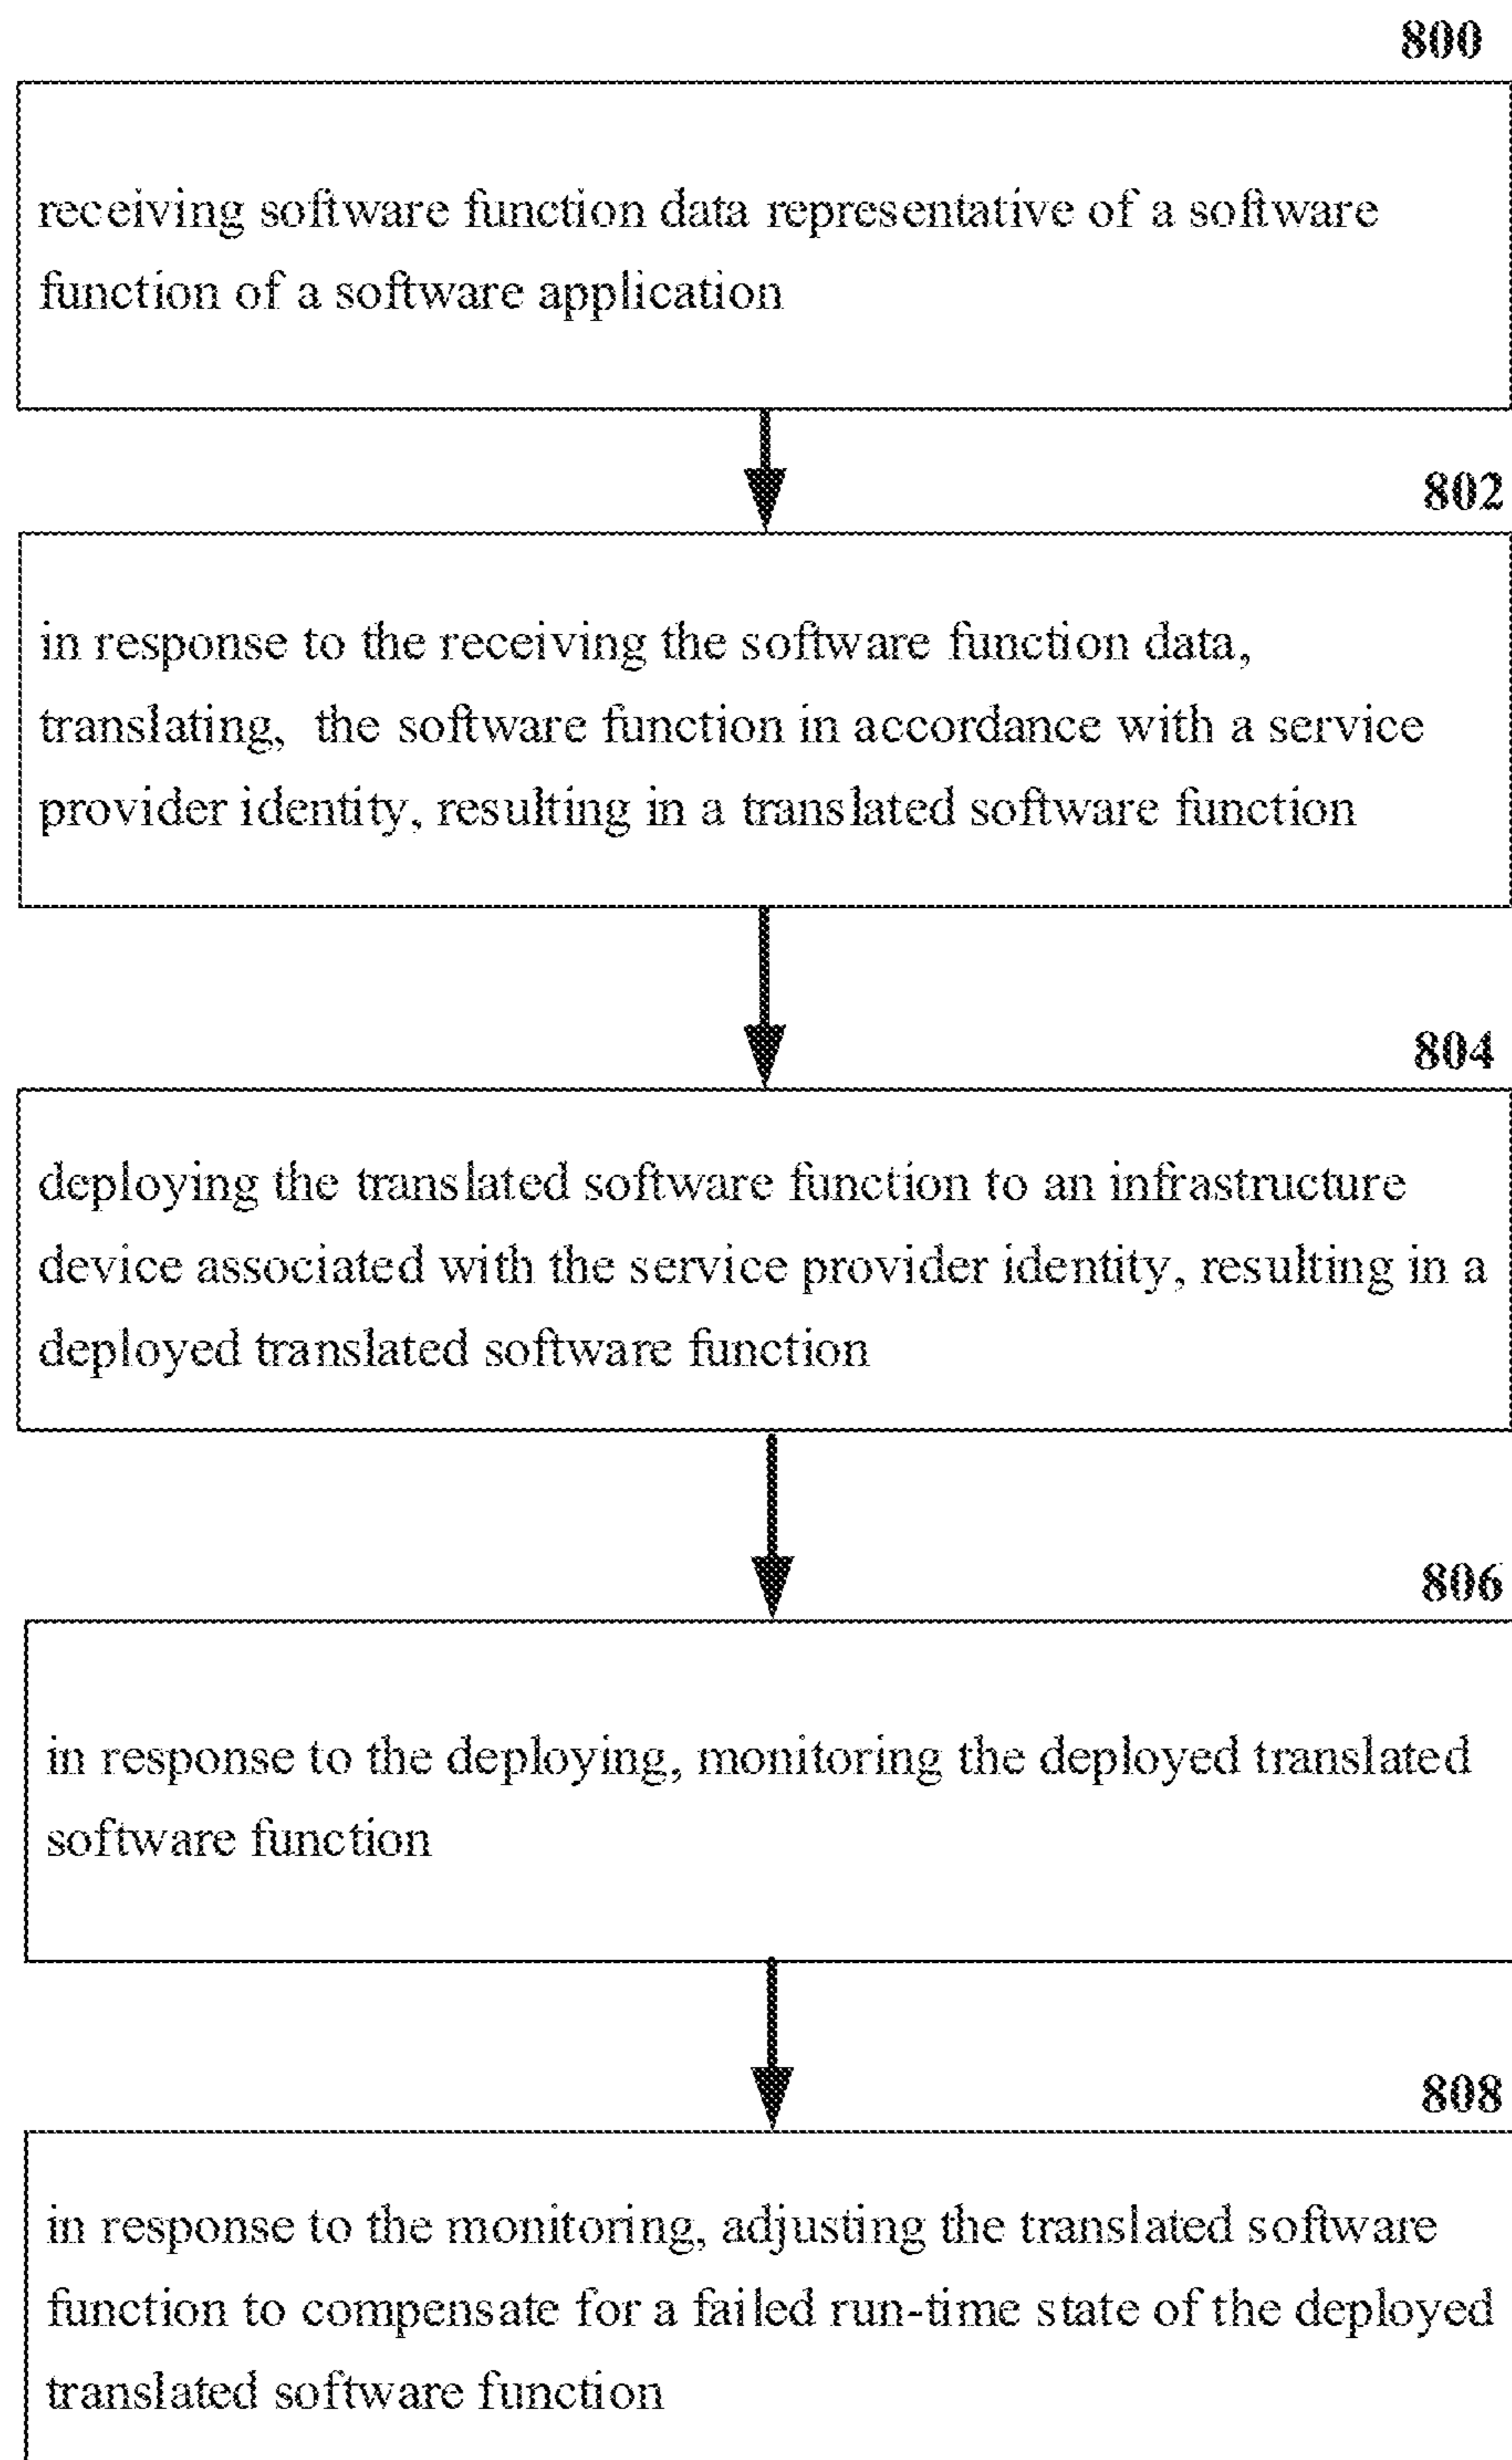 800
receiving software function data representative of a software
function of a software application
802
in response to the receiving the software function data,
translating, the software function in accordance with a service
provider identity, resulting in a translated software function
804
deploying the translated software function to an infrastructure
device associated with the service provider identity, resulting in a
deployed translated software function
806
in response to the deploying, monitoring the deployed translated
software function
808
in response to the monitoring, adjusting the translated software
function to compensate for a failed run-time state of the deployed
translated software function